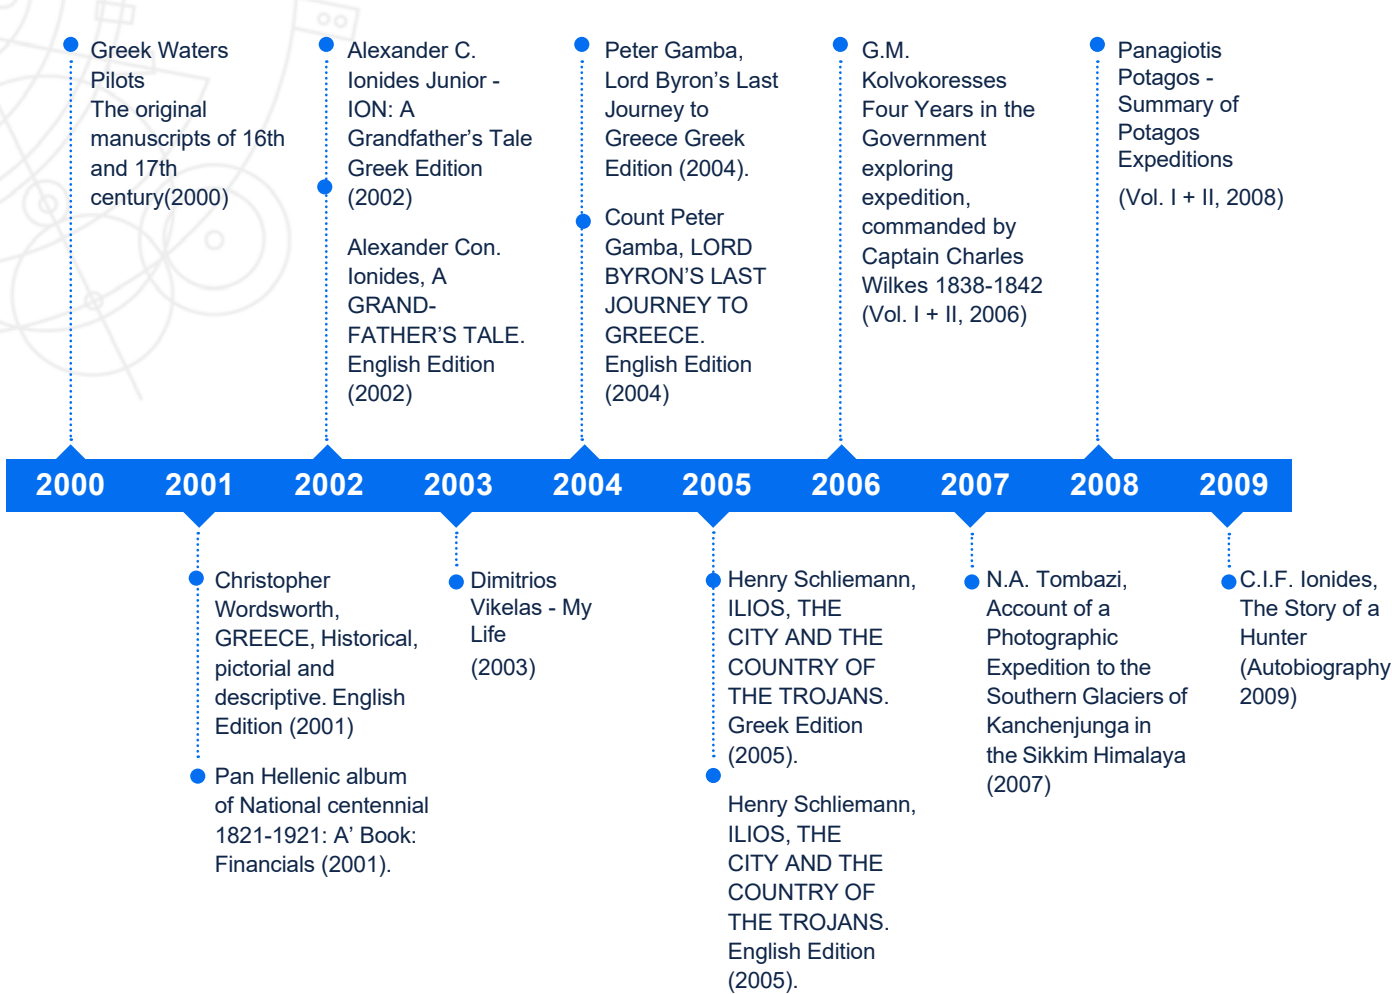 Greek Waters
Pilots
The original
manuscripts of 16th
and 17th
century(2000)
Alexander C.
Ionides Junior -
ION: A
Grandfather’s Tale
Greek Edition
(2002)
Alexander Con.
Ionides, A
GRAND-
FATHER’S TALE.
English Edition
(2002)
Peter Gamba,
Lord Byron’s Last
Journey to
Greece Greek
Edition (2004).
Count Peter
Gamba, LORD
BYRON’S LAST
JOURNEY TO
GREECE.
English Edition
(2004)
G.M.
Kolvokoresses
Four Years in the
Government
exploring
expedition,
commanded by
Captain Charles
Wilkes 1838-1842
(Vol. I + II, 2006)
Panagiotis
Potagos -
Summary of
Potagos
Expeditions
(Vol. I + II, 2008)
2000 2001 2002 2003 2004 2005 2006 2007 2008 2009
Christopher
Wordsworth,
GREECE, Historical,
pictorial and
descriptive. English
Edition (2001)
Pan Hellenic album
of National centennial
1821-1921: A’ Book:
Financials (2001).
Dimitrios
Vikelas - My
Life
(2003)
Henry Schliemann,
ILIOS, THE
CITY AND THE
COUNTRY OF
THE TROJANS.
Greek Edition
(2005).
Henry Schliemann,
ILIOS, THE
CITY AND THE
COUNTRY OF
THE TROJANS.
English Edition
(2005).
N.A. Tombazi,
Account of a
Photographic
Expedition to the
Southern Glaciers of
Kanchenjunga in
the Sikkim Himalaya
(2007)
C.I.F. Ionides,
The Story of a
Hunter
(Autobiography
2009)